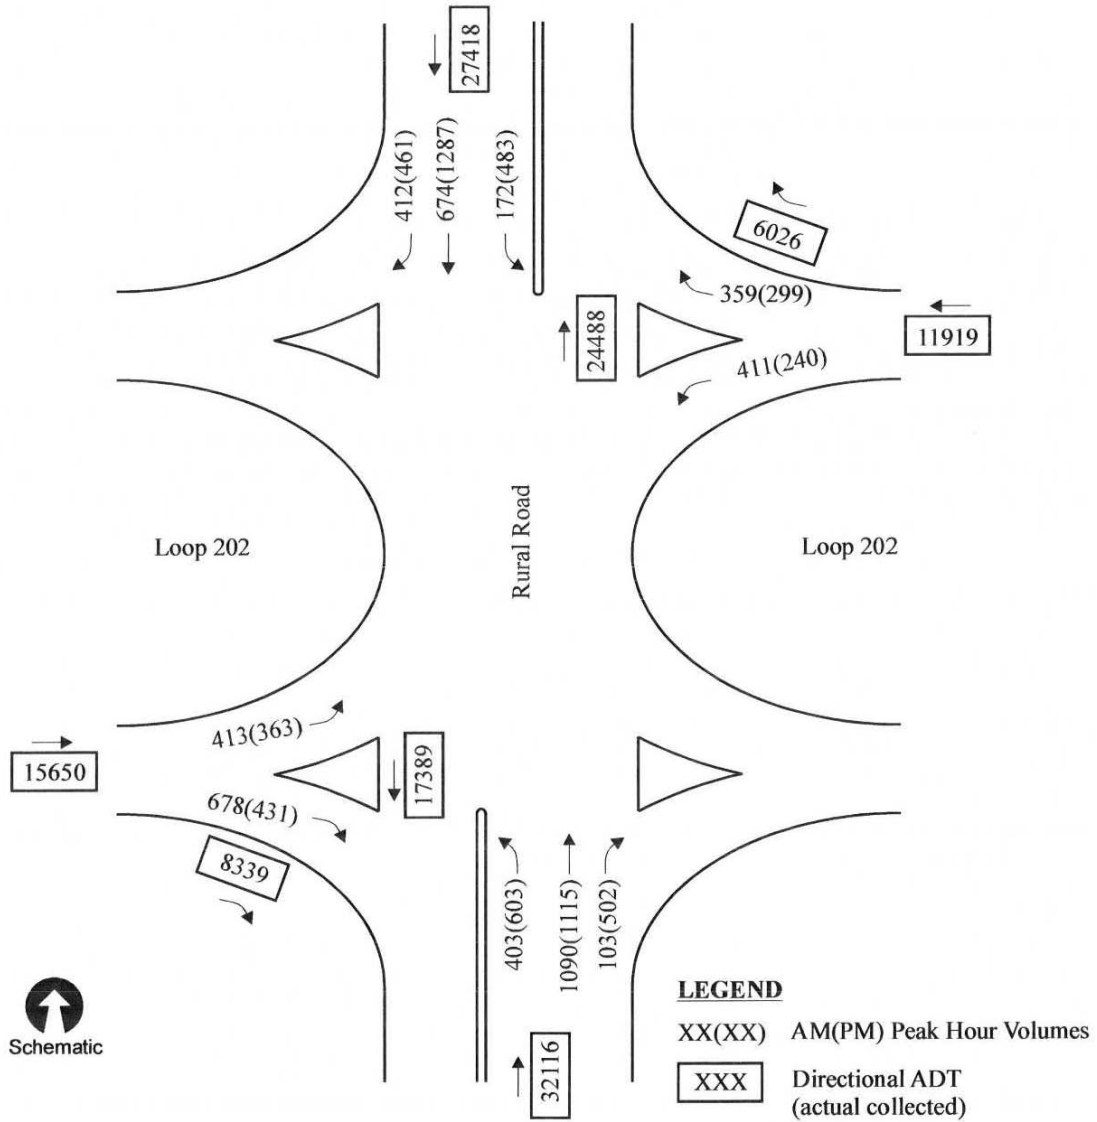 27418
412(461)
674(1287)
172(483)
6026
359(299)
24488
11919
411(240)
Loop 202
Rural Road
Loop 202
413(363)
15650
17389
678(431)
8339
403(603)
1090(1115)
103(502)
32116
Schematic
LEGEND
XX(XX) AM(PM) Peak Hour Volumes
XXX Directional ADT
(actual collected)